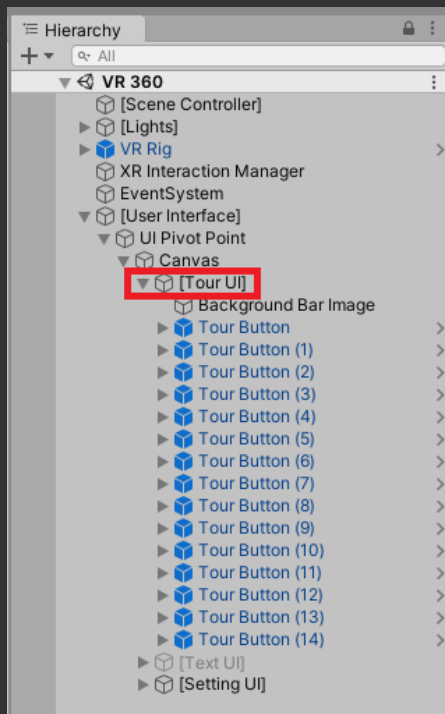 Hierarchy
All
VR 360
[Scene Controller]
[Lights]
VR Rig
XR Interaction Manager
EventSystem
[User Interface]
UI Pivot Point
Canvas
[Tour UI]
Background Bar Image
Tour Button
Tour Button (1)
Tour Button (2)
Tour Button (3)
Tour Button (4)
Tour Button (5)
Tour Button (6)
Tour Button (7)
Tour Button (8)
Tour Button (9)
Tour Button (10)
Tour Button (11)
Tour Button (12)
Tour Button (13)
Tour Button (14)
[Text UI]
[Setting UI]